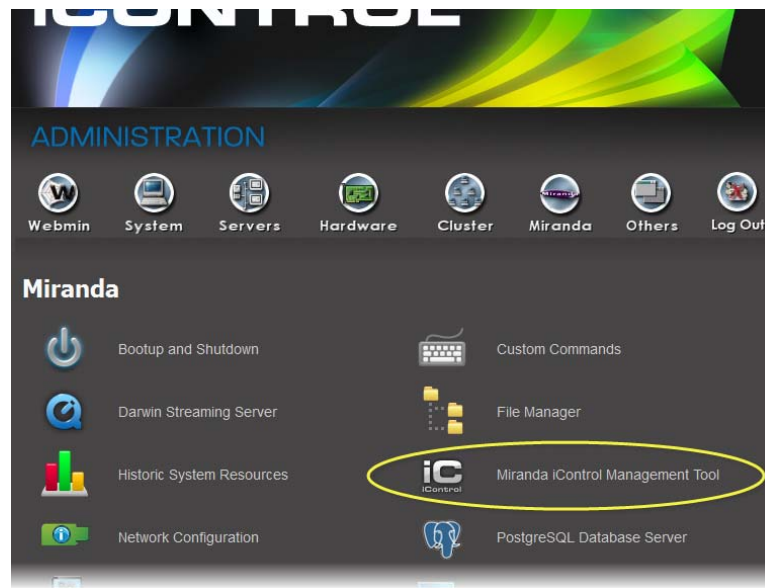 iCONTROL
ADMINISTRATION
Webmin System Servers Hardware Cluster Miranda Others Log Out
Miranda
Bootup and Shutdown
Custom Commands
Darwin Streaming Server
File Manager
Historic System Resources
iC iControl
Miranda iControl Management Tool
Network Configuration
PostgreSQL Database Server